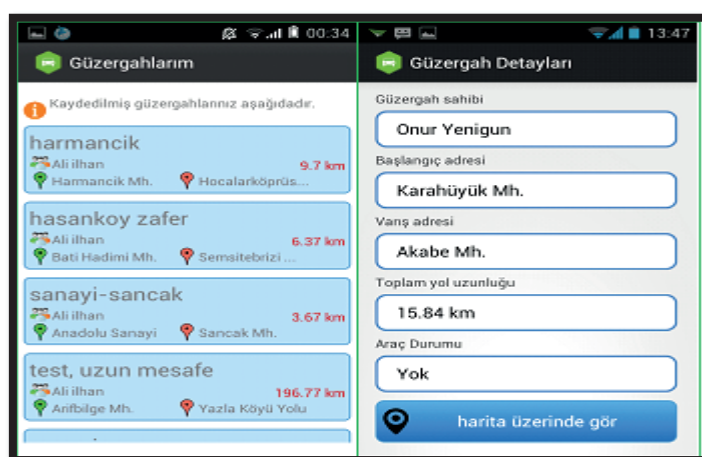 00:34
Güzergahlarım
Kaydedilmiş güzergahlarınız aşağıdadır.
harmancik
Ali ilhan
9.7 km
Harmancik Mh.
Hocalarköprüs...
hasankoy zafer
Ali ilhan
6.37 km
Bati Hadimi Mh.
Semsitebrizi ...
sanayi-sancak
Ali ilhan
3.67 km
Anadolu Sanayi
Sancak Mh.
test, uzun mesafe
Ali ilhan
196.77 km
Arifbilge Mh.
Yazla Köyü Yolu
13:47
Güzergah Detayları
Güzergah sahibi
Onur Yenigun
Başlangıç adresi
Karahüyük Mh.
Varış adresi
Akabe Mh.
Toplam yol uzunluğu
15.84 km
Araç Durumu
Yok
harita üzerinde gör